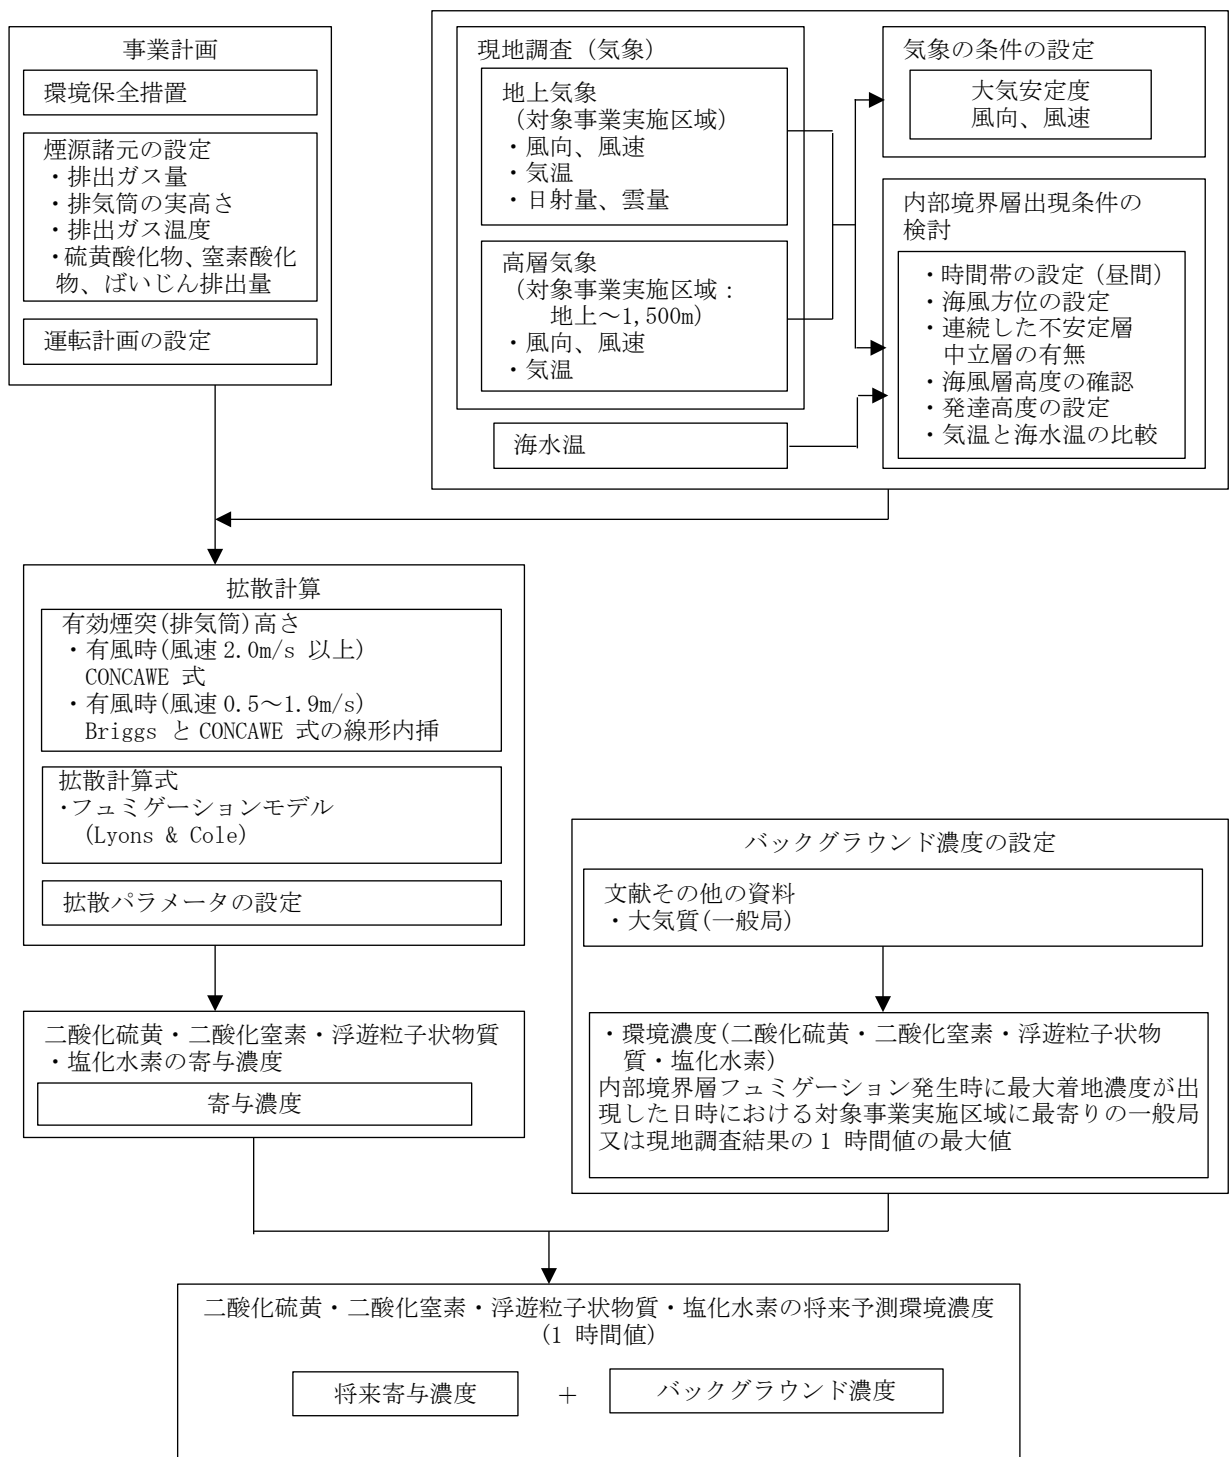 事業計画
環境保全措置
煙源諸元の設定
・排出ガス量
・排気筒の実高さ
・排出ガス温度
・硫黄酸化物、窒素酸化
物、ばいじん排出量
運転計画の設定
現地調査（気象）
地上気象
（対象事業実施区域）
・風向、風速
・気温
・日射量、雲量
高層気象
（対象事業実施区域：
地上～1,500m）
・風向、風速
・気温
海水温
気象の条件の設定
大気安定度
風向、風速
内部境界層出現条件の
検討
・時間帯の設定（昼間）
・海風方位の設定
・連続した不安定層
中立層の有無
・海風層高度の確認
・発達高度の設定
・気温と海水温の比較
拡散計算
有効煙突(排気筒)高さ
・有風時(風速 2.0m/s 以上)
CONCAWE 式
・有風時(風速 0.5～1.9m/s)
Briggs と CONCAWE 式の線形内挿
拡散計算式
・フュミゲーションモデル
(Lyons & Cole)
拡散パラメータの設定
バックグラウンド濃度の設定
文献その他の資料
・大気質(一般局)
・環境濃度(二酸化硫黄・二酸化窒素・浮遊粒子状物
質・塩化水素)
内部境界層フュミゲーション発生時に最大着地濃度が出
現した日時における対象事業実施区域に最寄りの一般局
又は現地調査結果の 1 時間値の最大値
二酸化硫黄・二酸化窒素・浮遊粒子状物質
・塩化水素の寄与濃度
寄与濃度
二酸化硫黄・二酸化窒素・浮遊粒子状物質・塩化水素の将来予測環境濃度
(1 時間値)
将来寄与濃度 ＋ バックグラウンド濃度